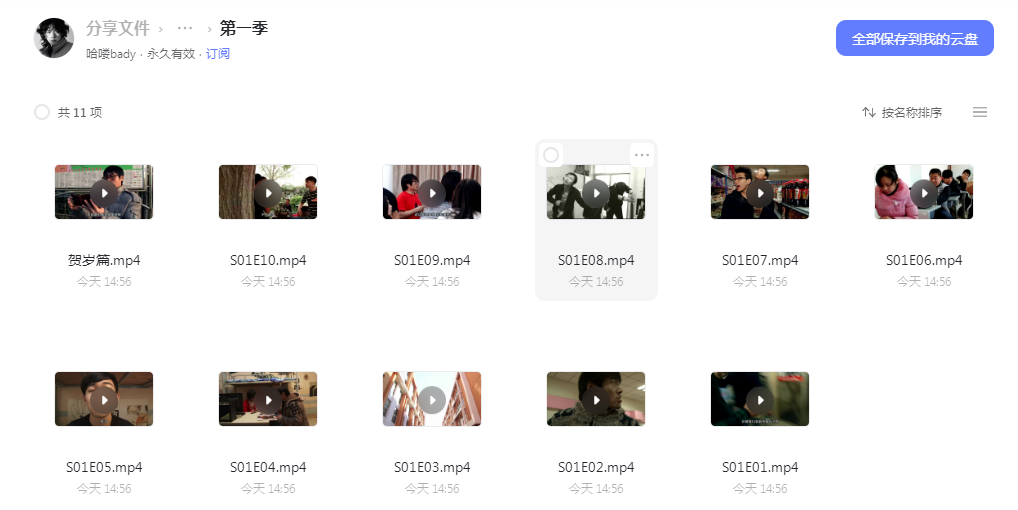 分享文件 › ··· › 第一季
哈喽bady · 永久有效 · 订阅
全部保存到我的云盘
共 11 项
按名称排序
贺岁篇.mp4 S01E10.mp4 S01E09.mp4 S01E08.mp4 S01E07.mp4 S01E06.mp4
今天 14:56 今天 14:56 今天 14:56 今天 14:56 今天 14:56 今天 14:56
S01E05.mp4 S01E04.mp4 S01E03.mp4 S01E02.mp4 S01E01.mp4
今天 14:56 今天 14:56 今天 14:56 今天 14:56 今天 14:56